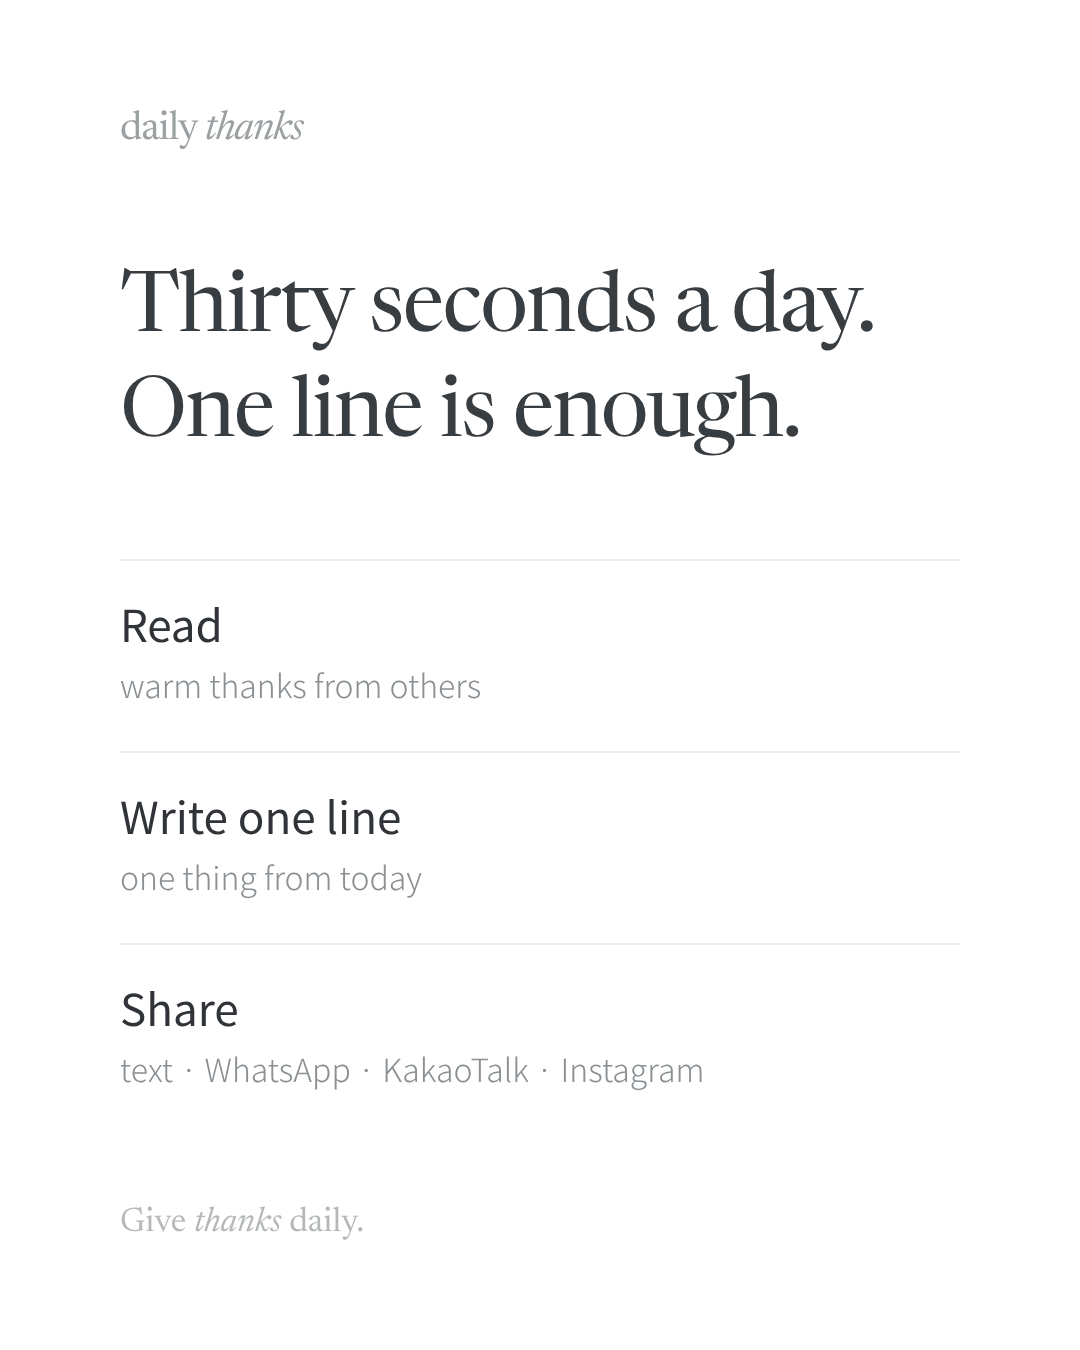 daily thanks
Thirty seconds a day.
One line is enough.
Read
warm thanks from others
Write one line
one thing from today
Share
text · WhatsApp · KakaoTalk · Instagram
Give thanks daily.